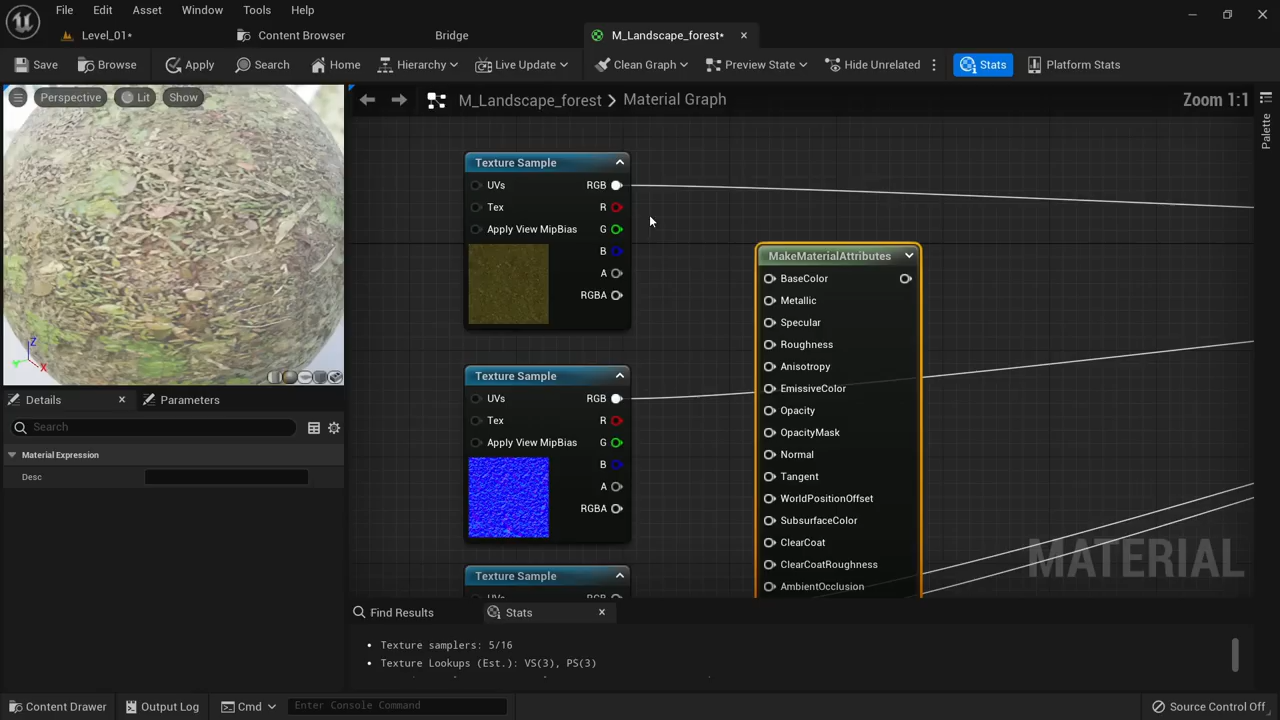 File Edit Asset Window Tools Help
Level_01* Content Browser Bridge M_Landscape_forest*
Save Browse Apply Search Home Hierarchy Live Update Clean Graph Preview State Hide Unrelated Stats Platform Stats
Perspective Lit Show
M_Landscape_forest > Material Graph Zoom 1:1
Palette
Texture Sample
UVs RGB
Tex R
Apply View MipBias G
B
A
RGBA
Texture Sample
UVs RGB
Tex R
Apply View MipBias G
B
A
RGBA
Texture Sample
UVs RGB
MakeMaterialAttributes
BaseColor
Metallic
Specular
Roughness
Anisotropy
EmissiveColor
Opacity
OpacityMask
Normal
Tangent
WorldPositionOffset
SubsurfaceColor
ClearCoat
ClearCoatRoughness
AmbientOcclusion
MATERIAL
Z
Y
X
Details Parameters
Search
Material Expression
Desc
Find Results Stats
• Texture samplers: 5/16
• Texture Lookups (Est.): VS(3), PS(3)
Content Drawer Output Log Cmd Enter Console Command Source Control Off